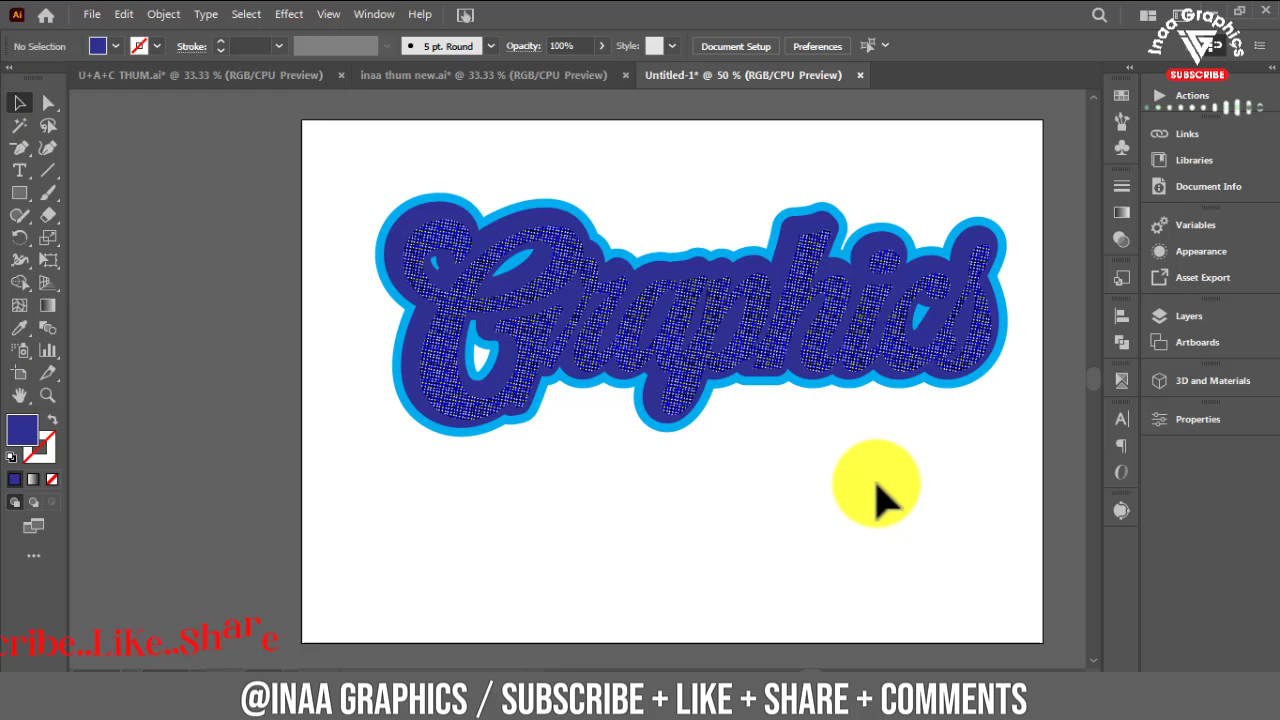 Ai File Edit Object Type Select Effect View Window Help
Inaa Graphics
SUBSCRIBE
No Selection Stroke: 5 pt. Round Opacity: 100% Style: Document Setup Preferences
U+A+C THUM.ai* @ 33.33 % (RGB/CPU Preview) × inaa thum new.ai* @ 33.33 % (RGB/CPU Preview) × Untitled-1* @ 50 % (RGB/CPU Preview) ×
Actions
Links
Libraries
Document Info
Variables
Appearance
Asset Export
Layers
Artboards
3D and Materials
Properties
Graphics
cribe..Like..Share
@INAA GRAPHICS / SUBSCRIBE + LIKE + SHARE + COMMENTS